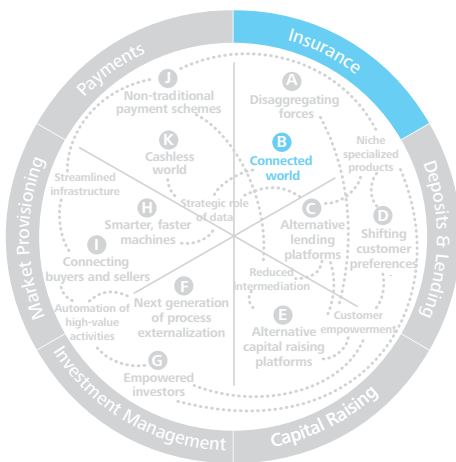 Payments
Insurance
Deposits & Lending
Capital Raising
Investment Management
Market Provisioning
J
Non-traditional
payment schemes
A
Disaggregating
forces
K
Cashless
world
B
Connected
world
Niche
specialized
products
Streamlined
infrastructure
Strategic role
of data
H
Smarter, faster
machines
C
Alternative
lending
platforms
D
Shifting
customer
preferences
I
Connecting
buyers and sellers
Reduced
intermediation
F
Next generation
of process
externalization
Automation of
high-value
activities
E
Alternative
capital raising
platforms
Customer
empowerment
G
Empowered
investors